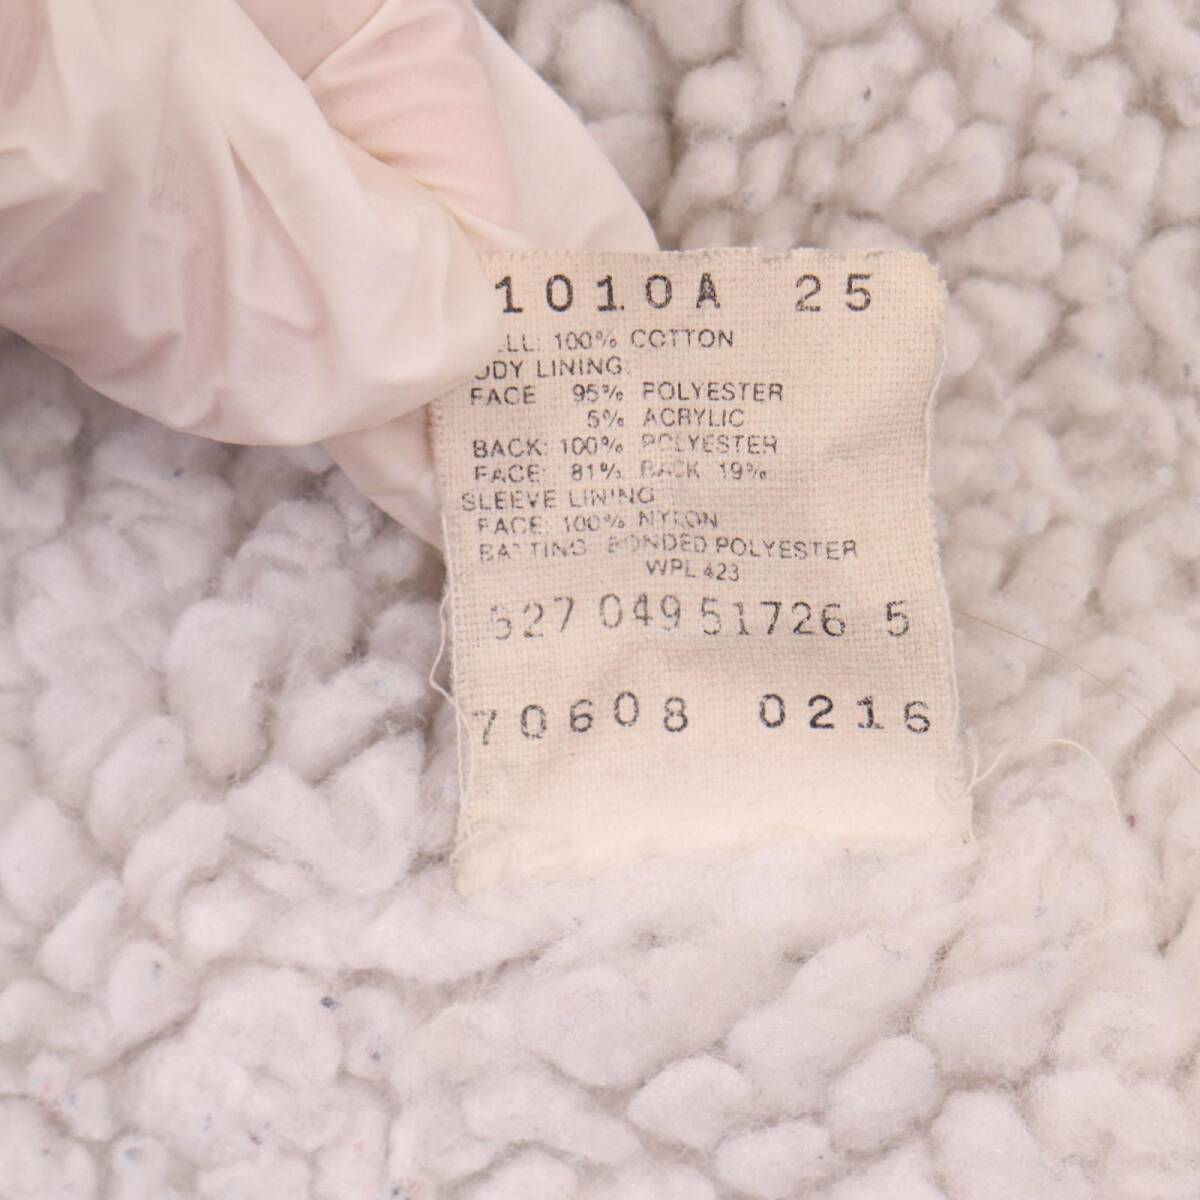 1010A 25
100% COTTON
LINING:
FACE 95% POLYESTER
5% ACRYLIC
BACK: 100% POLYESTER
FACE: 81% BACK 19%
SLEEVE LINING
FACE: 100% NYLON
BATTING BONDED POLYESTER
WPL 423
527 049 51726 5
70608 0216